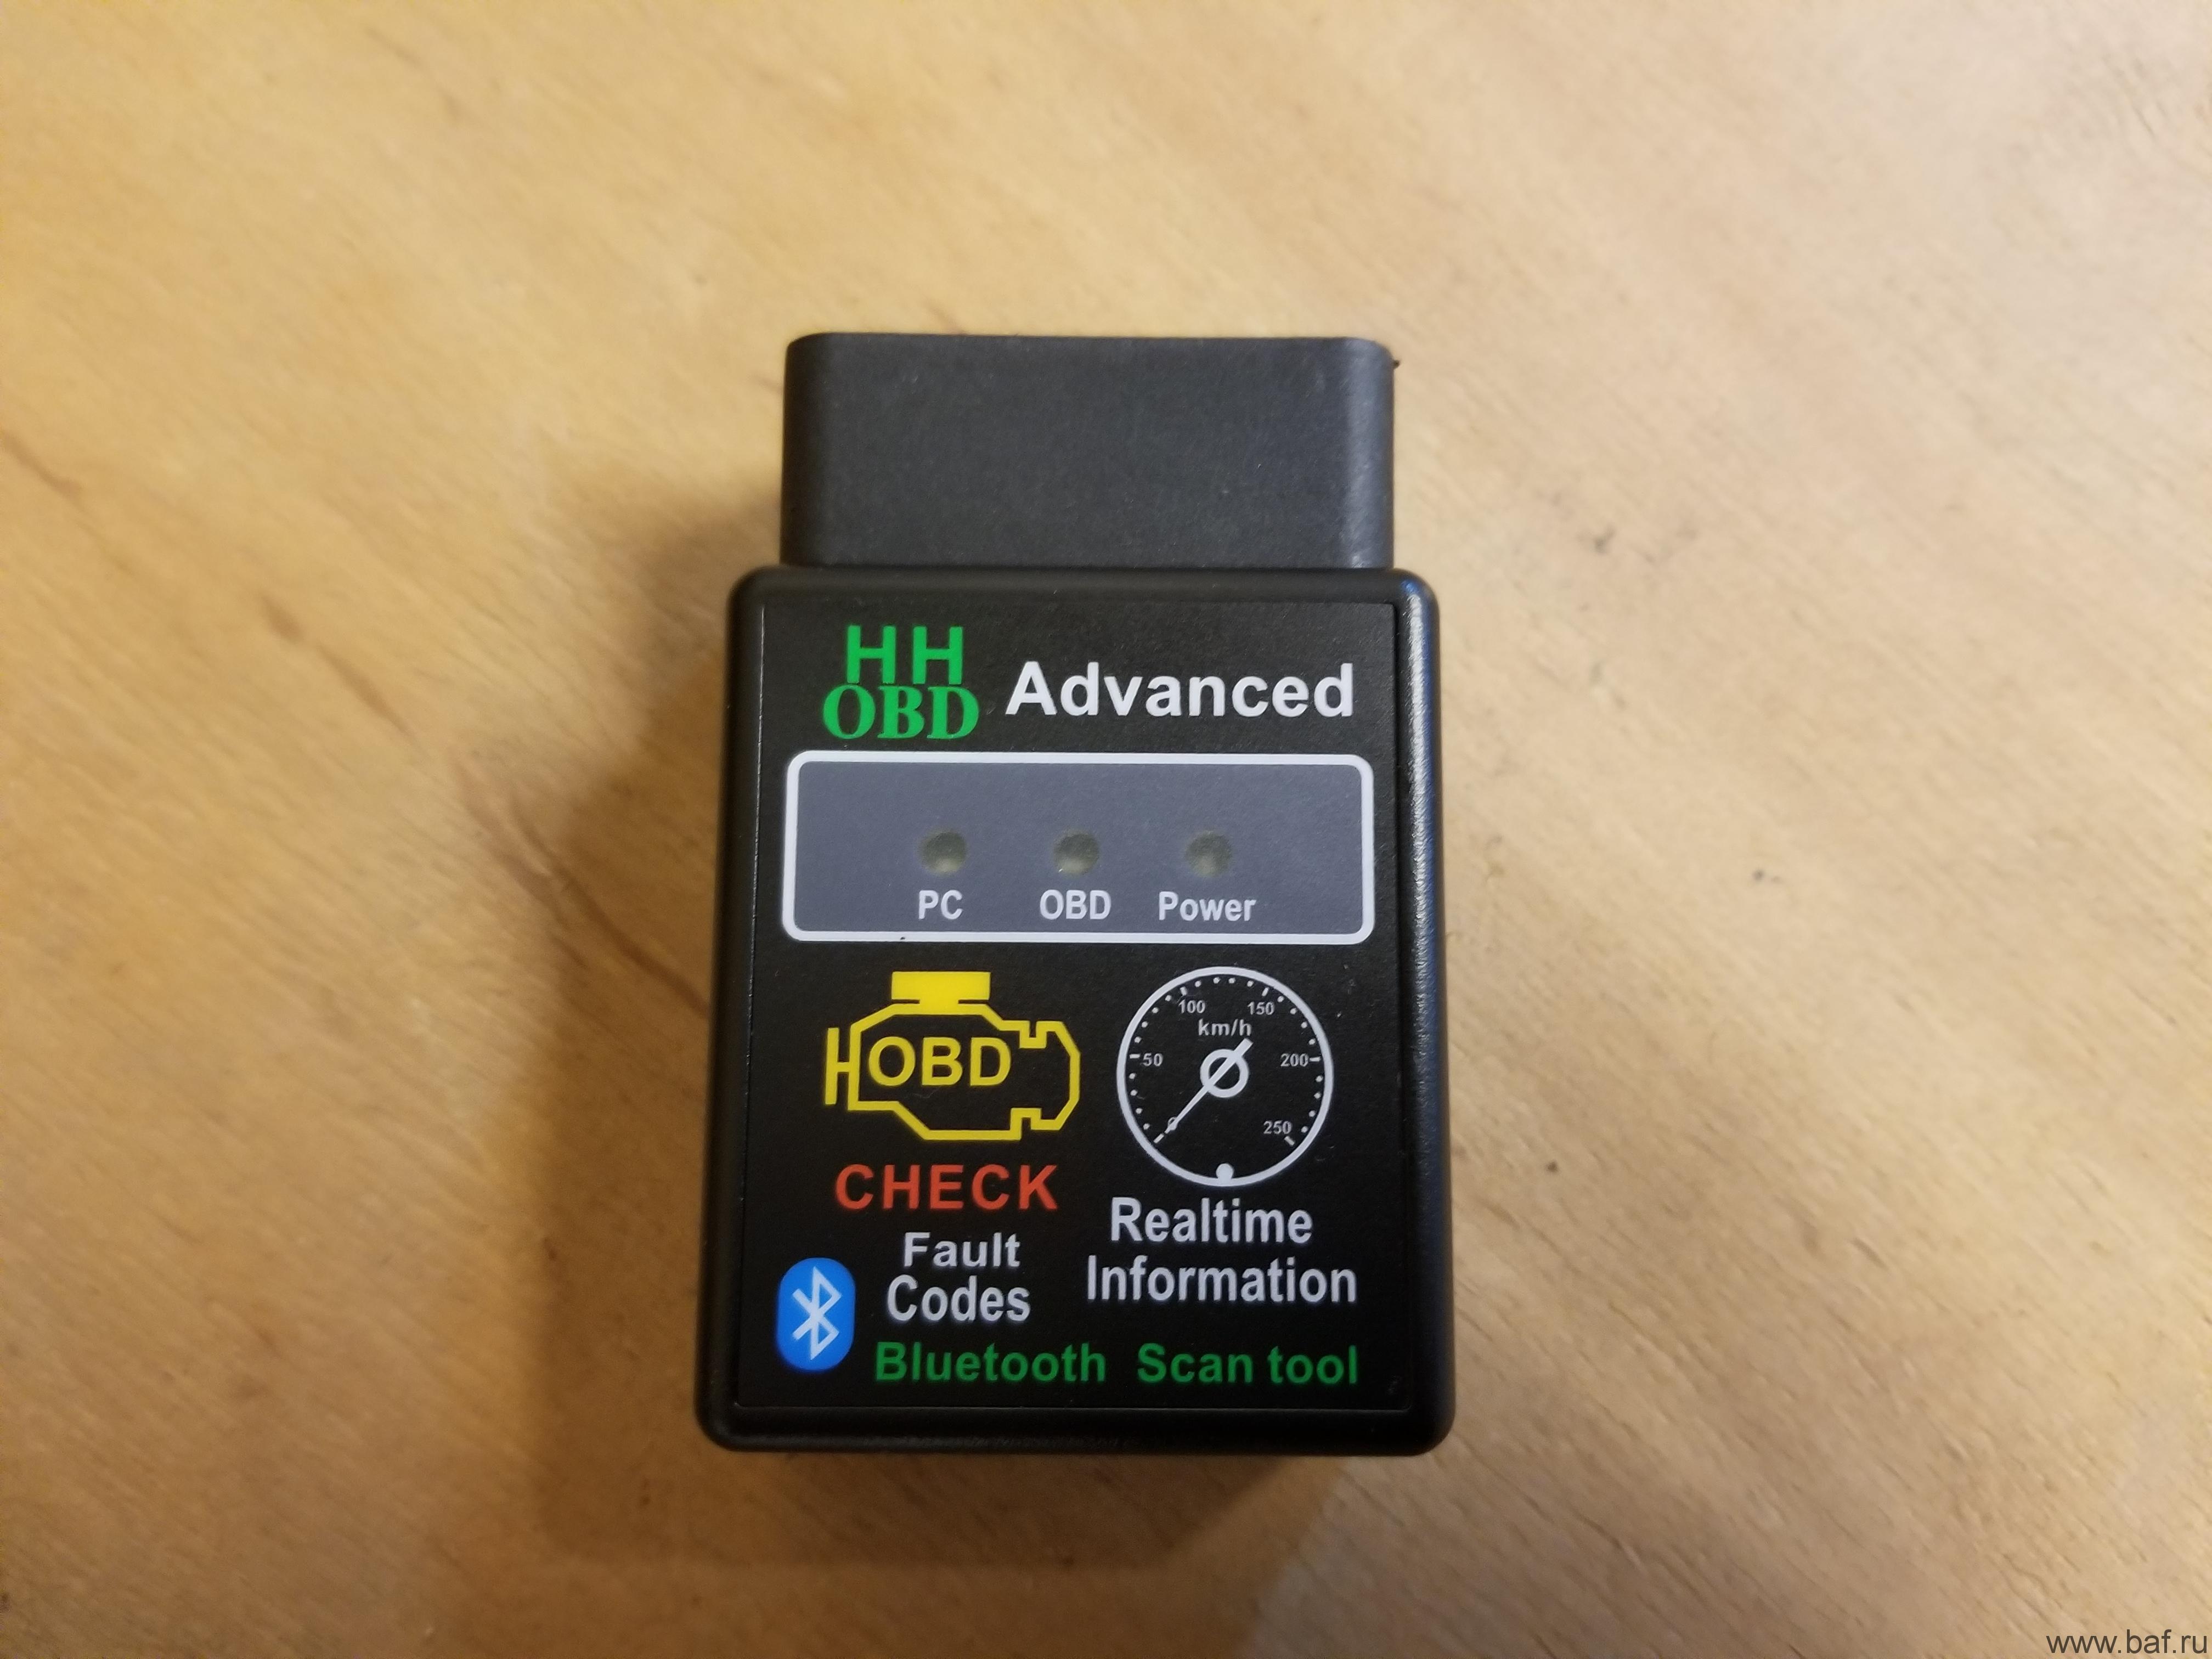 HH
OBD Advanced
PC OBD Power
OBD
100 150
km/h
50 200
0 250
CHECK
Fault
Codes
Realtime
Information
Bluetooth Scan tool
www.baf.ru